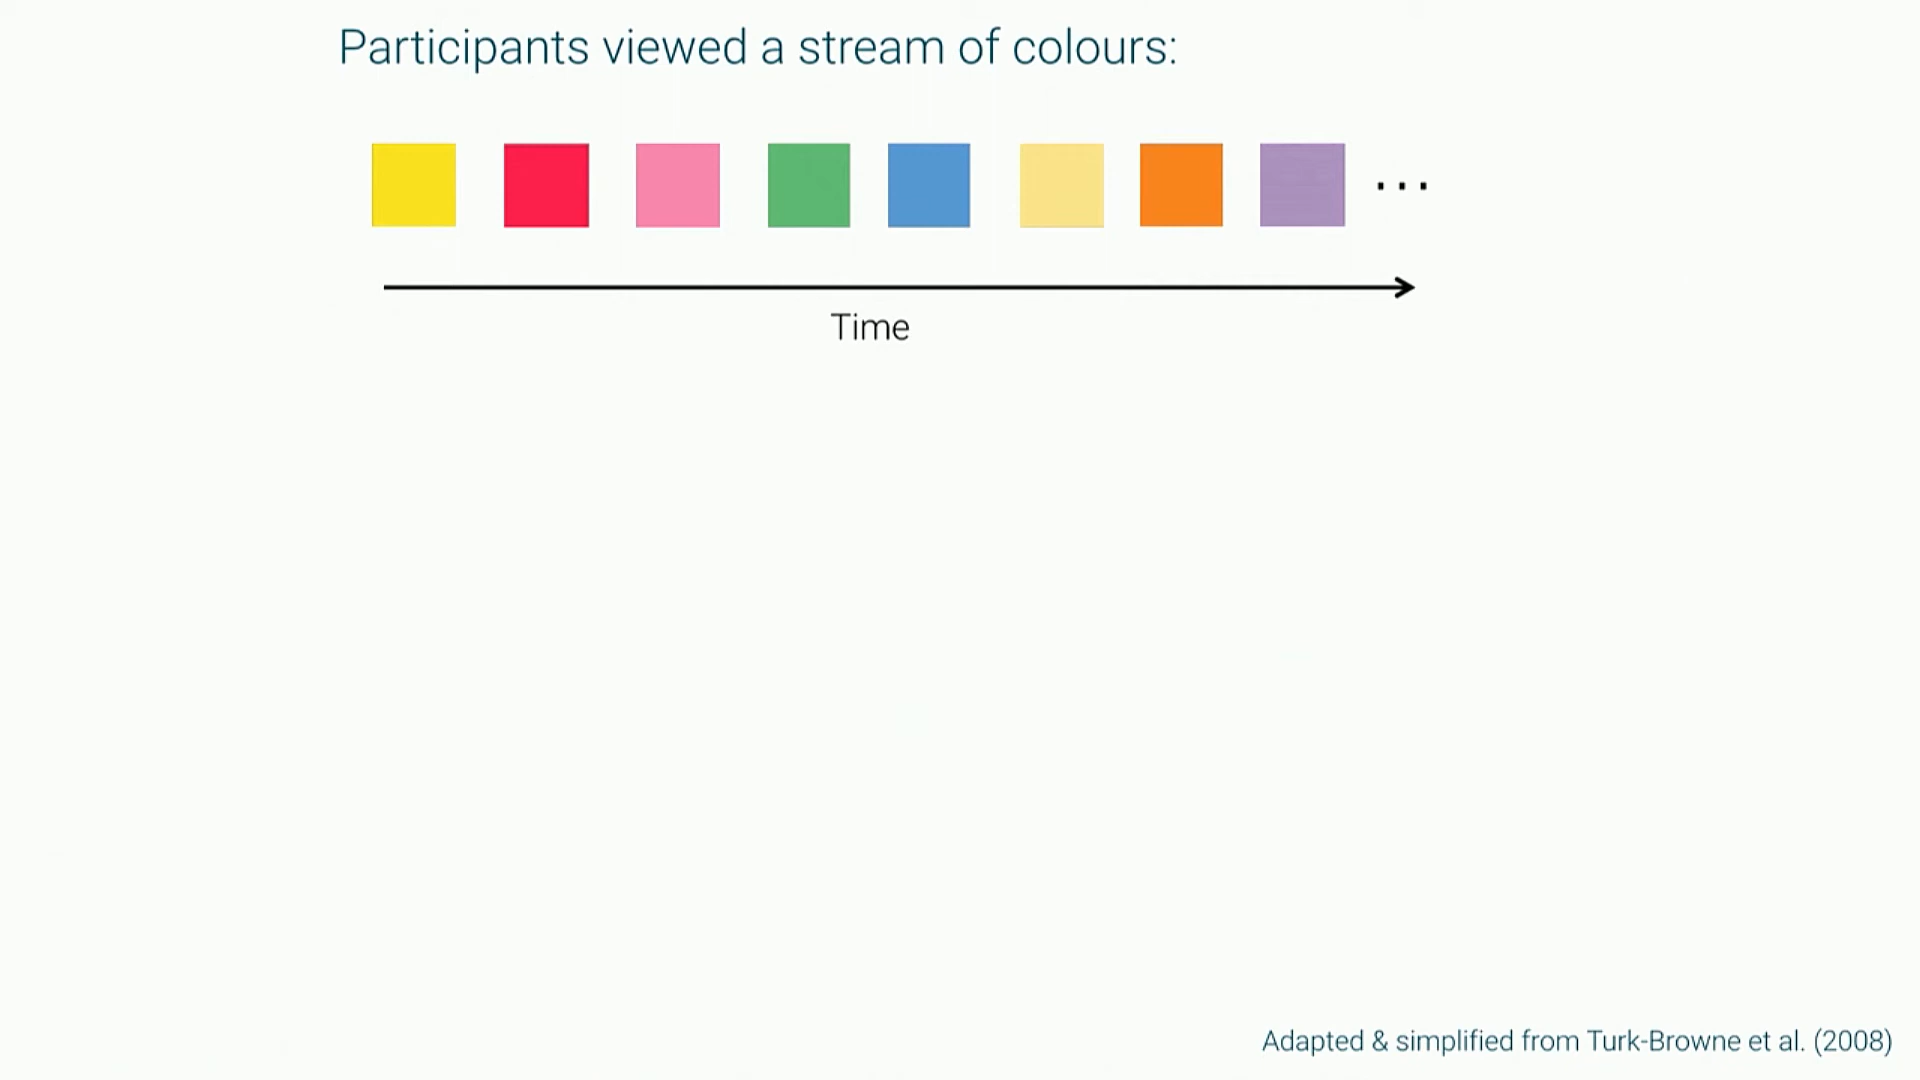 Participants viewed a stream of colours:
...
Time
Adapted & simplified from Turk-Browne et al. (2008)